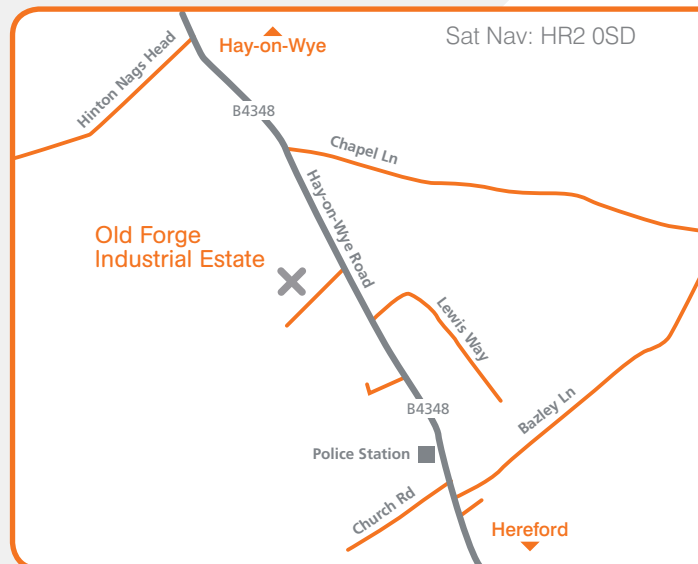 Sat Nav: HR2 0SD
Hay-on-Wye
Hinton Nags Head
B4348
Chapel Ln
Hay-on-Wye Road
Old Forge
Industrial Estate
Lewis Way
B4348
Bazley Ln
Police Station
Church Rd
Hereford